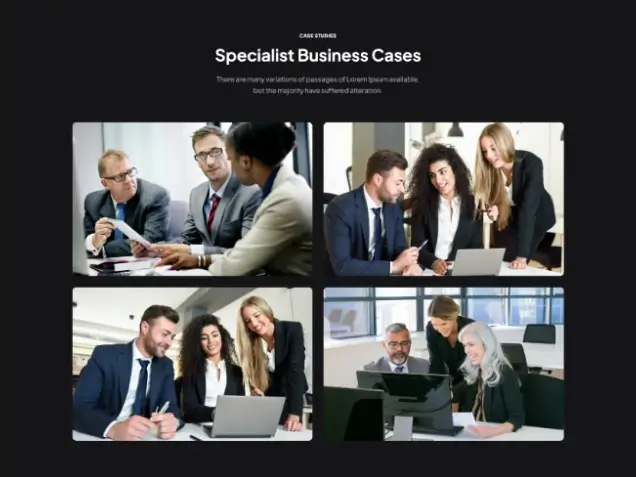 CASE STUDIES
Specialist Business Cases
There are many variations of passages of Lorem Ipsum available,
but the majority have suffered alteration.